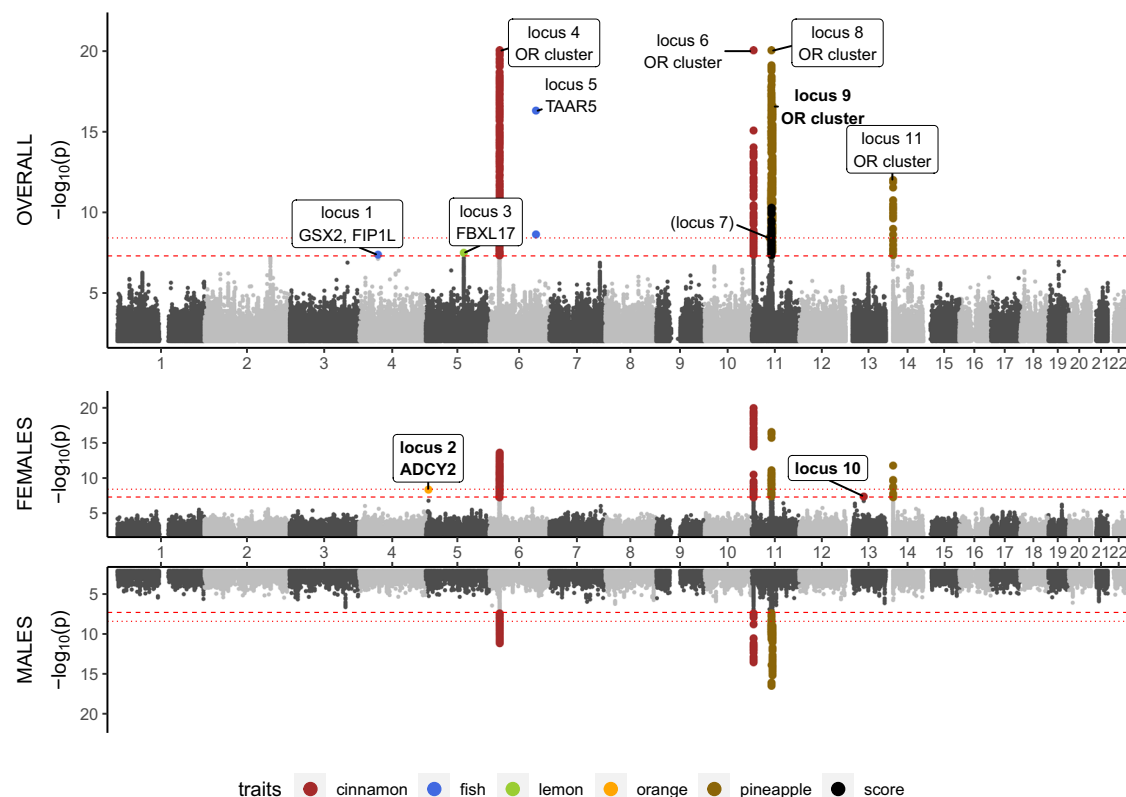 OVERALL
−log10(p)
20
15
10
5
locus 1
GSX2, FIP1L
locus 3
FBXL17
locus 4
OR cluster
locus 5
TAAR5
locus 6
OR cluster
(locus 7)
locus 8
OR cluster
locus 9
OR cluster
locus 11
OR cluster
1 2 3 4 5 6 7 8 9 10 11 12 13 14 15 16 17 18 19 20 21 22
FEMALES
−log10(p)
20
15
10
5
locus 2
ADCY2
locus 10
1 2 3 4 5 6 7 8 9 10 11 12 13 14 15 16 17 18 19 20 21 22
MALES
−log10(p)
5
10
15
20
traits cinnamon fish lemon orange pineapple score